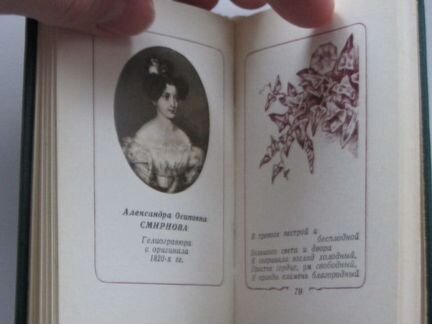 Александра Осиповна
СМИРНОВА
Гелиогравюра
с оригинала
1820-х гг.
В тревоге пестрой и
бесплодной
Большого света и двора
Я сохранила взгляд холодный,
Простое сердце, ум свободный,
И правды пламень благородный
79